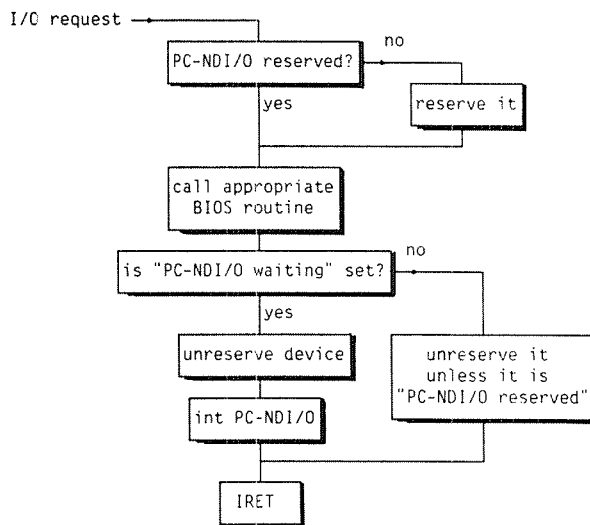 I/O request
no
PC-NDI/O reserved?
reserve it
yes
call appropriate
BIOS routine
no
is "PC-NDI/O waiting" set?
yes
unreserve device
unreserve it
unless it is
"PC-NDI/O reserved"
int PC-NDI/O
IRET